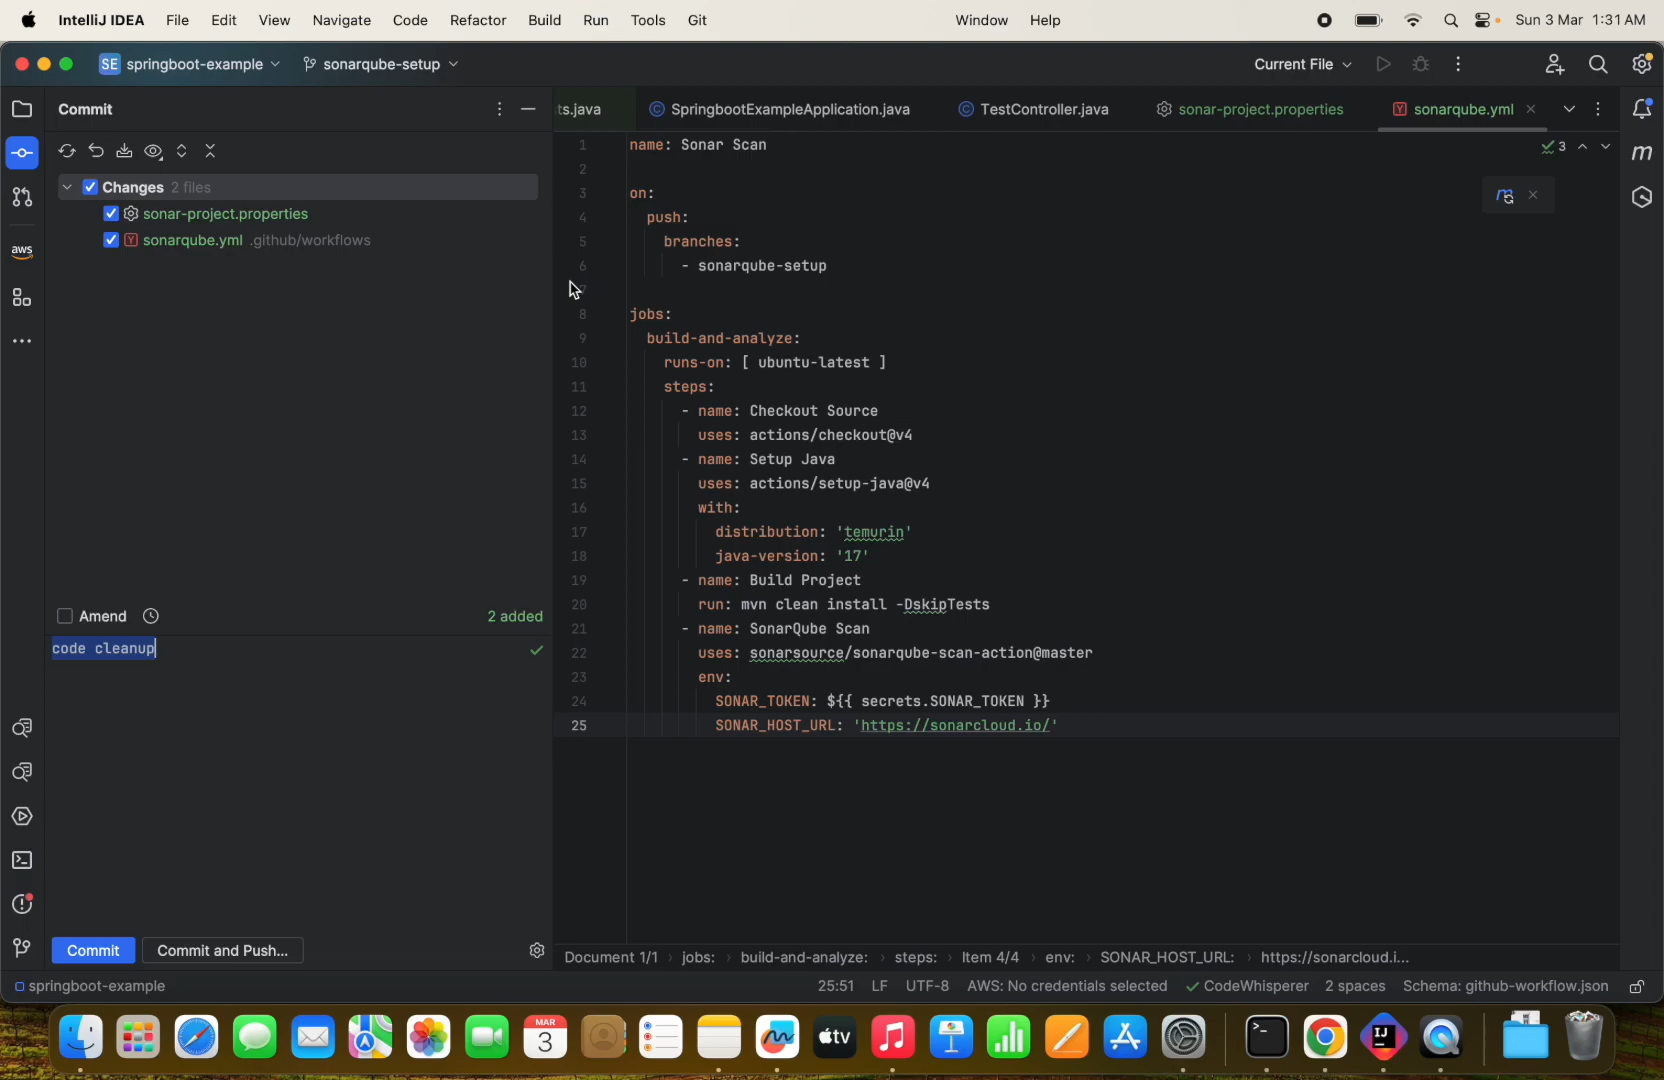 IntelliJ IDEA File Edit View Navigate Code Refactor Build Run Tools Git Window Help Sun 3 Mar 1:31 AM
SE springboot-example sonarqube-setup Current File
Commit
ts.java SpringbootExampleApplication.java TestController.java sonar-project.properties sonarqube.yml
Changes 2 files
sonar-project.properties
sonarqube.yml .github/workflows
aws
Amend 2 added
code cleanup
Commit Commit and Push...
3
1 name: Sonar Scan
2
3 on:
4 push:
5 branches:
6 - sonarqube-setup
8 jobs:
9 build-and-analyze:
10 runs-on: [ ubuntu-latest ]
11 steps:
12 - name: Checkout Source
13 uses: actions/checkout@v4
14 - name: Setup Java
15 uses: actions/setup-java@v4
16 with:
17 distribution: 'temurin'
18 java-version: '17'
19 - name: Build Project
20 run: mvn clean install -DskipTests
21 - name: SonarQube Scan
22 uses: sonarsource/sonarqube-scan-action@master
23 env:
24 SONAR_TOKEN: ${{ secrets.SONAR_TOKEN }}
25 SONAR_HOST_URL: 'https://sonarcloud.io/'
m
m
Document 1/1 jobs: build-and-analyze: steps: Item 4/4 env: SONAR_HOST_URL: https://sonarcloud.i...
springboot-example 25:51 LF UTF-8 AWS: No credentials selected CodeWhisperer 2 spaces Schema: github-workflow.json
MAR
3
tv
IJ